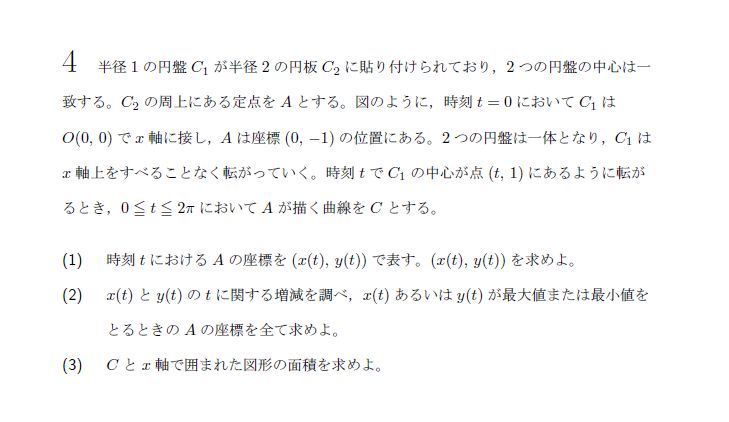 4 半径 1 の円盤 C₁ が半径 2 の円板 C₂ に貼り付けられており，2 つの円盤の中心は一
致する。C₂ の周上にある定点を A とする。図のように，時刻 t = 0 において C₁ は
O(0, 0) で x 軸に接し，A は座標 (0, −1) の位置にある。2 つの円盤は一体となり，C₁ は
x 軸上をすべることなく転がっていく。時刻 t で C₁ の中心が点 (t, 1) にあるように転が
るとき，0 ≦ t ≦ 2π において A が描く曲線を C とする。
(1) 時刻 t における A の座標を (x(t), y(t)) で表す。(x(t), y(t)) を求めよ。
(2) x(t) と y(t) の t に関する増減を調べ，x(t) あるいは y(t) が最大値または最小値を
とるときの A の座標を全て求めよ。
(3) C と x 軸で囲まれた図形の面積を求めよ。